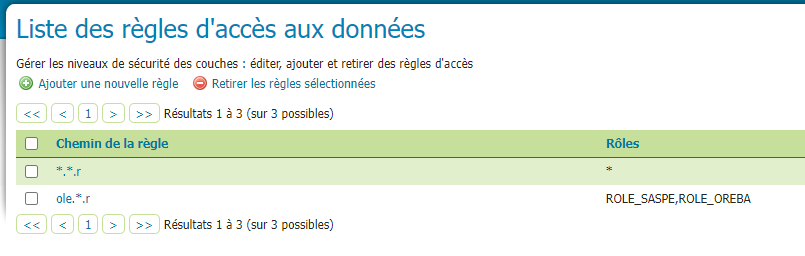 Liste des règles d'accès aux données
Gérer les niveaux de sécurité des couches : éditer, ajouter et retirer des règles d'accès
Ajouter une nouvelle règle Retirer les règles sélectionnées
<< < 1 > >> Résultats 1 à 3 (sur 3 possibles)
Chemin de la règle Rôles
*.*.r *
ole.*.r ROLE_SASPE,ROLE_OREBA
<< < 1 > >> Résultats 1 à 3 (sur 3 possibles)